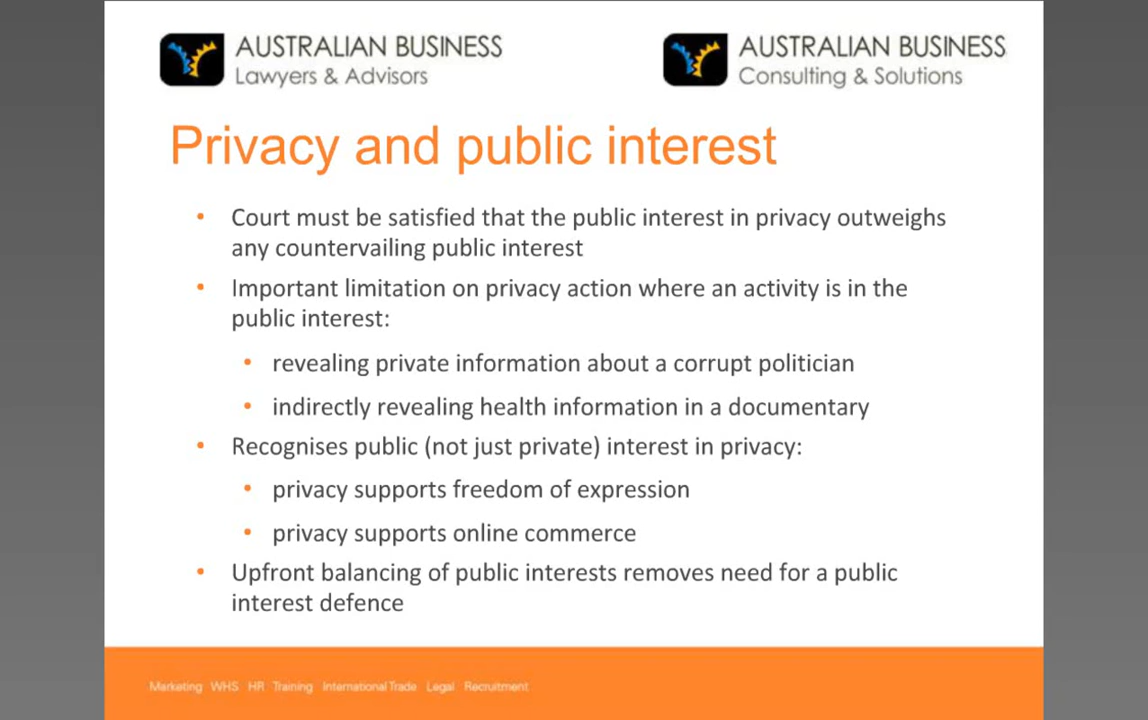 AUSTRALIAN BUSINESS
Lawyers & Advisors
AUSTRALIAN BUSINESS
Consulting & Solutions
Privacy and public interest
• Court must be satisfied that the public interest in privacy outweighs
any countervailing public interest
• Important limitation on privacy action where an activity is in the
public interest:
• revealing private information about a corrupt politician
• indirectly revealing health information in a documentary
• Recognises public (not just private) interest in privacy:
• privacy supports freedom of expression
• privacy supports online commerce
• Upfront balancing of public interests removes need for a public
interest defence
Marketing WHS HR Training International Trade Legal Recruitment